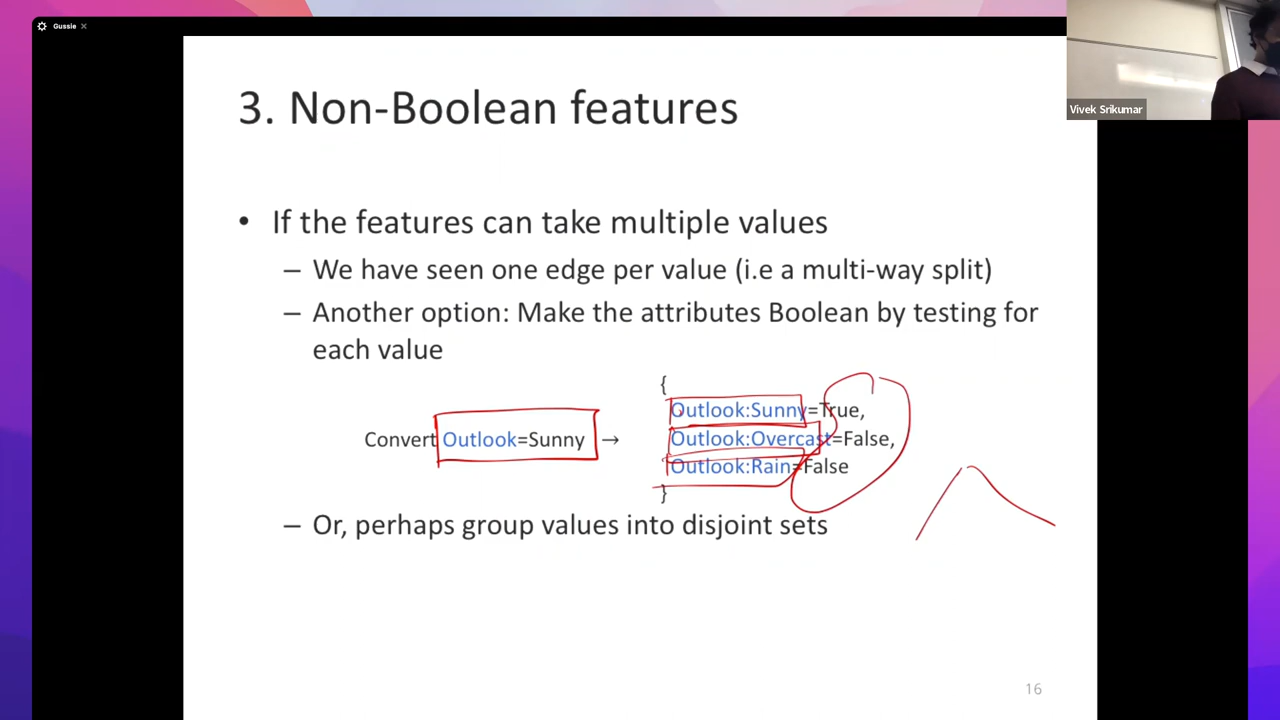 Gussie
Vivek Srikumar
3. Non-Boolean features
• If the features can take multiple values
– We have seen one edge per value (i.e a multi-way split)
– Another option: Make the attributes Boolean by testing for
each value
{
Outlook:Sunny=True,
Convert Outlook=Sunny → Outlook:Overcast=False,
Outlook:Rain=False
}
– Or, perhaps group values into disjoint sets
16